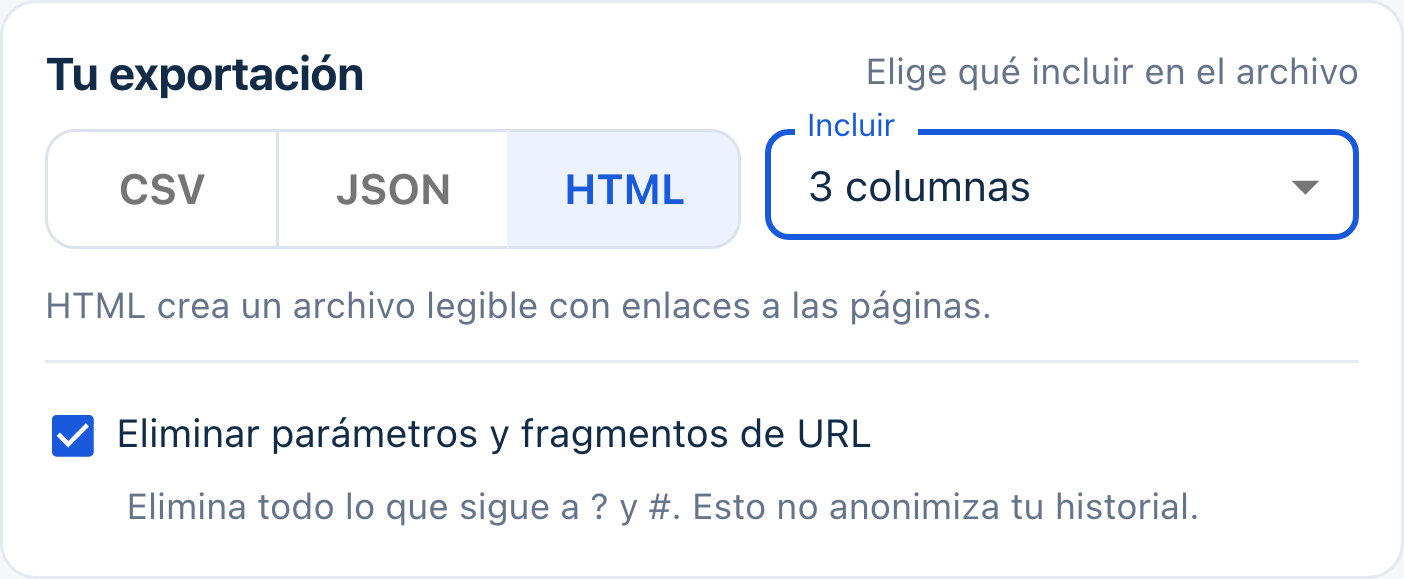 Tu exportación
Elige qué incluir en el archivo
CSV
JSON
HTML
Incluir
3 columnas
HTML crea un archivo legible con enlaces a las páginas.
Eliminar parámetros y fragmentos de URL
Elimina todo lo que sigue a ? y #. Esto no anonimiza tu historial.